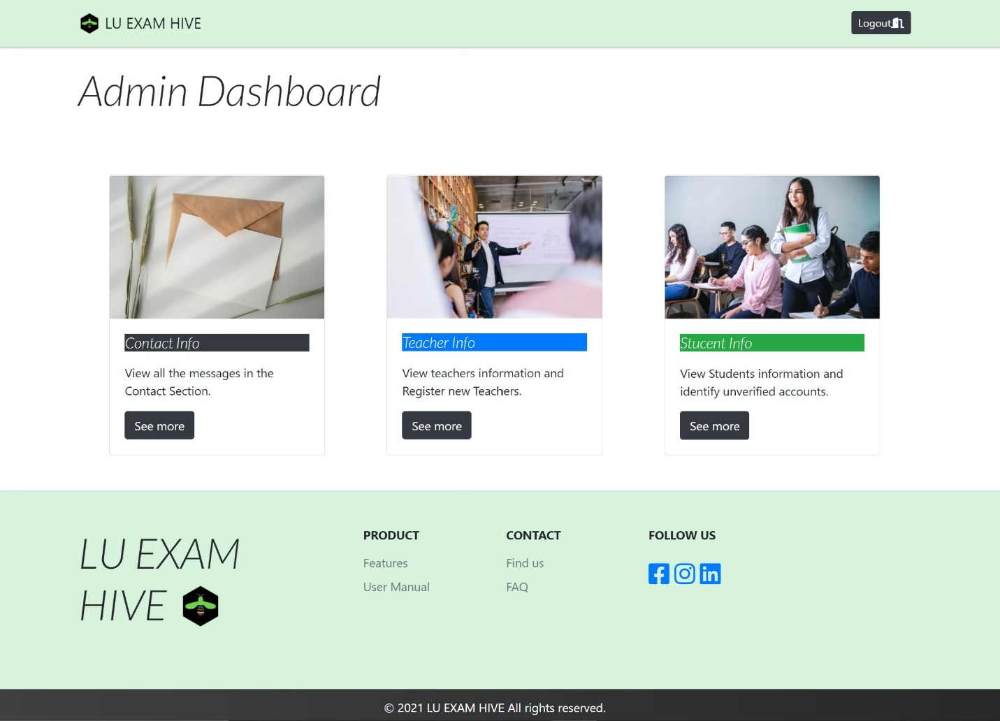 LU EXAM HIVE
Logout
Admin Dashboard
Contact Info
View all the messages in the
Contact Section.
See more
Teacher Info
View teachers information and
Register new Teachers.
See more
Stucent Info
View Students information and
identify unverified accounts.
See more
LU EXAM
HIVE
PRODUCT
Features
User Manual
CONTACT
Find us
FAQ
FOLLOW US
© 2021 LU EXAM HIVE All rights reserved.